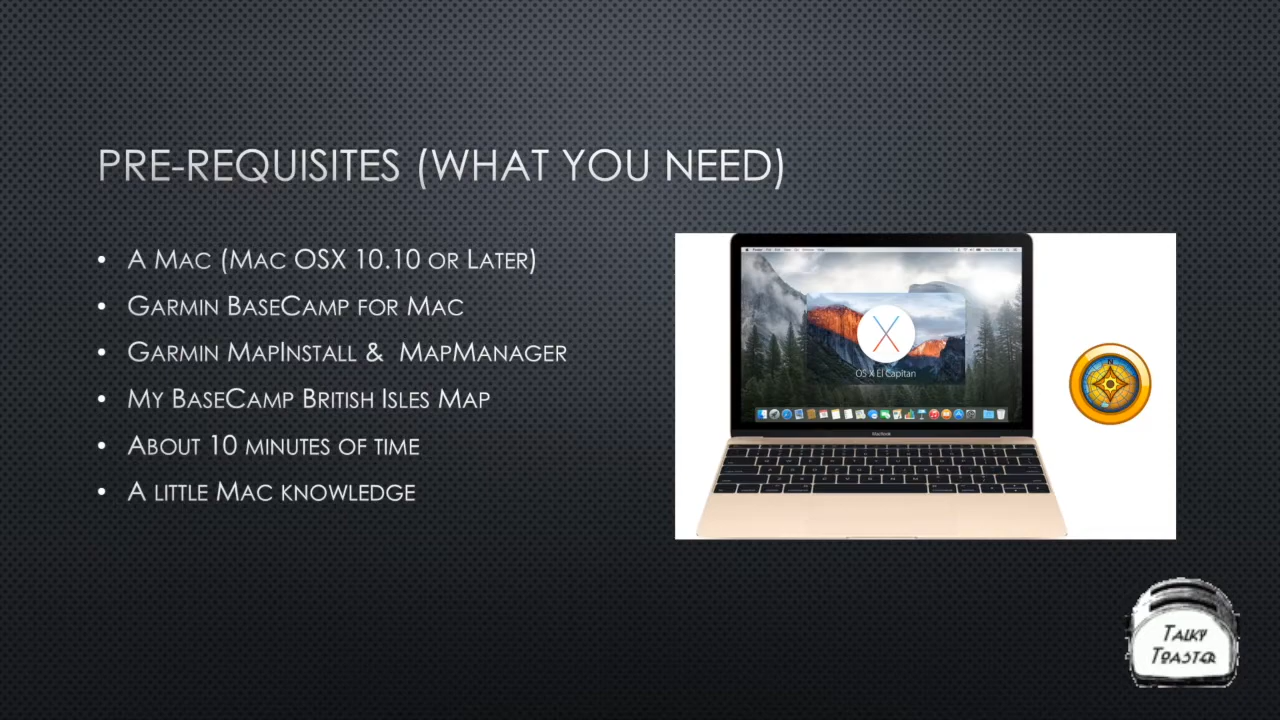 PRE-REQUISITES (WHAT YOU NEED)
• A MAC (MAC OSX 10.10 OR LATER)
• GARMIN BASECAMP FOR MAC
• GARMIN MAPINSTALL & MAPMANAGER
• MY BASECAMP BRITISH ISLES MAP
• ABOUT 10 MINUTES OF TIME
• A LITTLE MAC KNOWLEDGE
OS X El Capitan
MacBook
N
TALKY
TOASTER